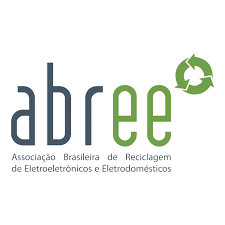 abree
Associação Brasileira de Reciclagem
de Eletroeletrônicos e Eletrodomésticos